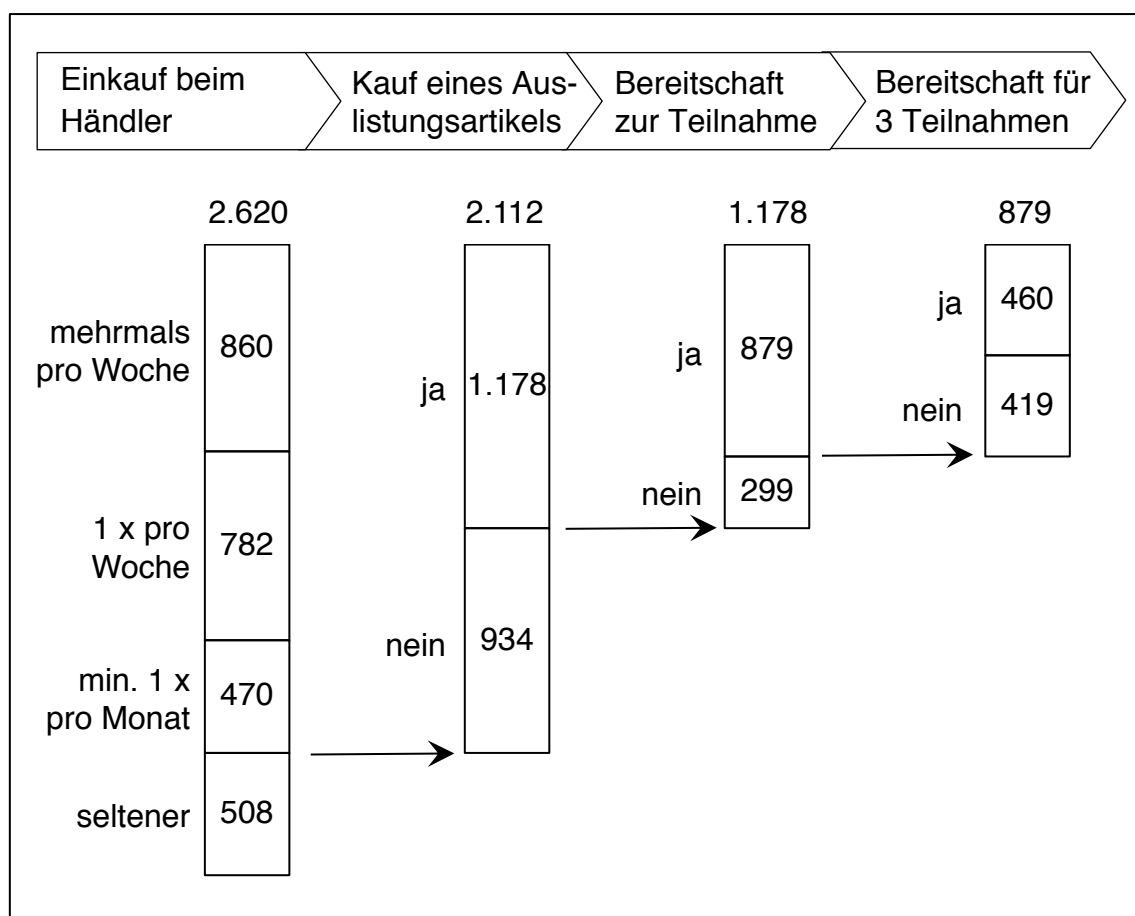 Einkauf beim
Händler
Kauf eines Aus-
listungsartikels
Bereitschaft
zur Teilnahme
Bereitschaft für
3 Teilnahmen
2.620
2.112
1.178
879
mehrmals
pro Woche
860
1 x pro
Woche
782
min. 1 x
pro Monat
470
seltener
508
ja
1.178
nein
934
ja
879
nein
299
ja
460
nein
419